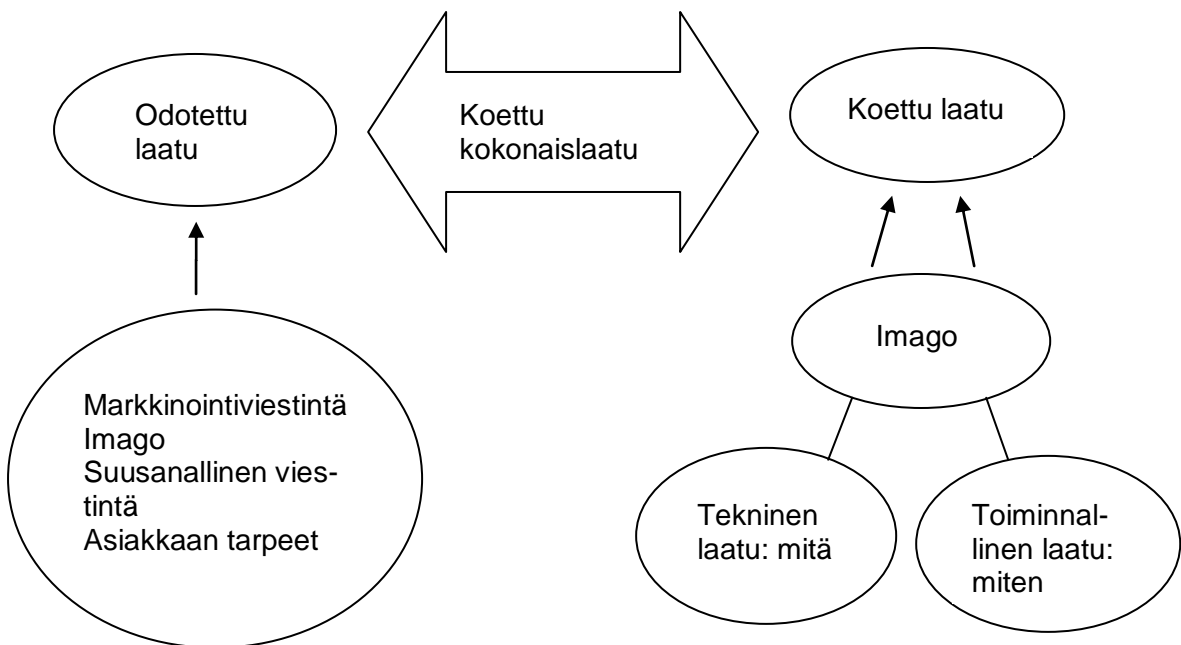 Odotettu
laatu
Koettu
kokonaislaatu
Koettu laatu
Imago
Markkinointiviestintä
Imago
Suusanallinen vies-
tintä
Asiakkaan tarpeet
Tekninen
laatu: mitä
Toiminnal-
linen laatu:
miten